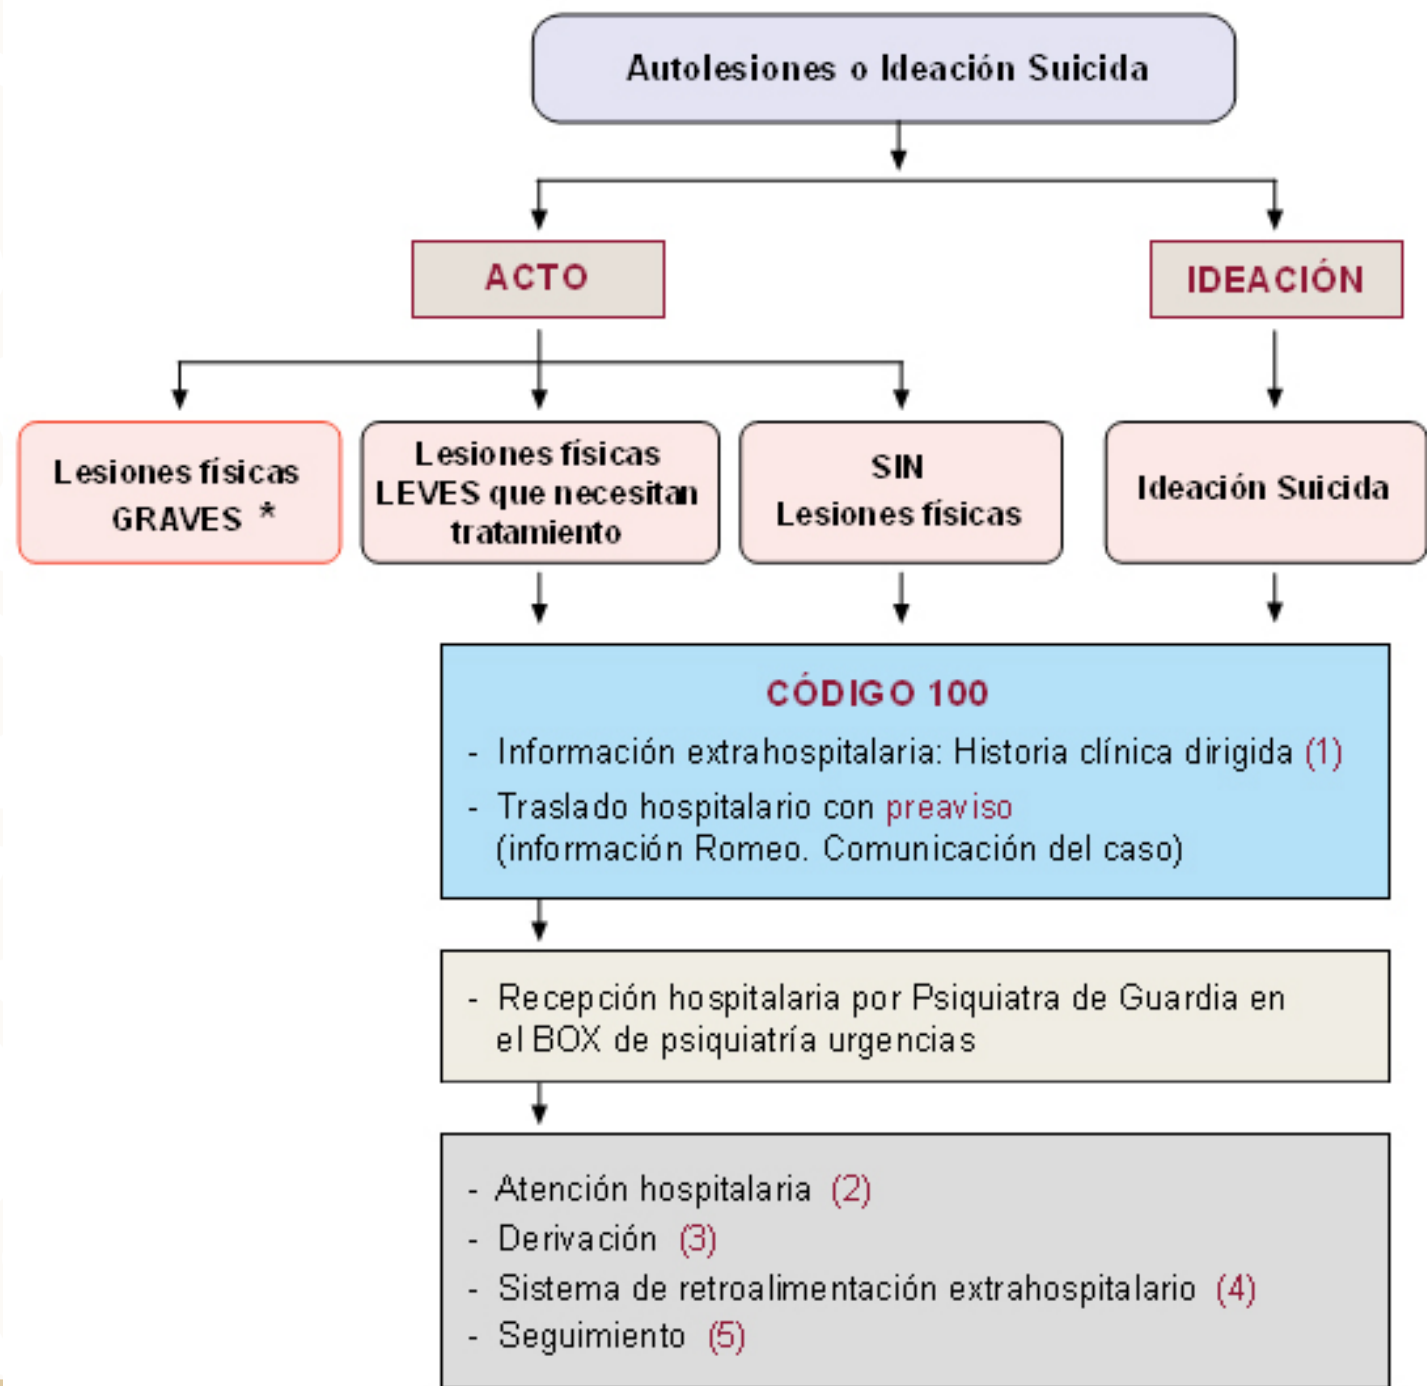 Autolesiones o Ideación Suicida
ACTO
IDEACIÓN
Lesiones físicas
GRAVES *
Lesiones físicas
LEVES que necesitan
tratamiento
SIN
Lesiones físicas
Ideación Suicida
CÓDIGO 100
- Información extrahospitalaria: Historia clínica dirigida (1)
- Traslado hospitalario con preaviso
(información Romeo. Comunicación del caso)
- Recepción hospitalaria por Psiquiatra de Guardia en
el BOX de psiquiatría urgencias
- Atención hospitalaria (2)
- Derivación (3)
- Sistema de retroalimentación extrahospitalario (4)
- Seguimiento (5)